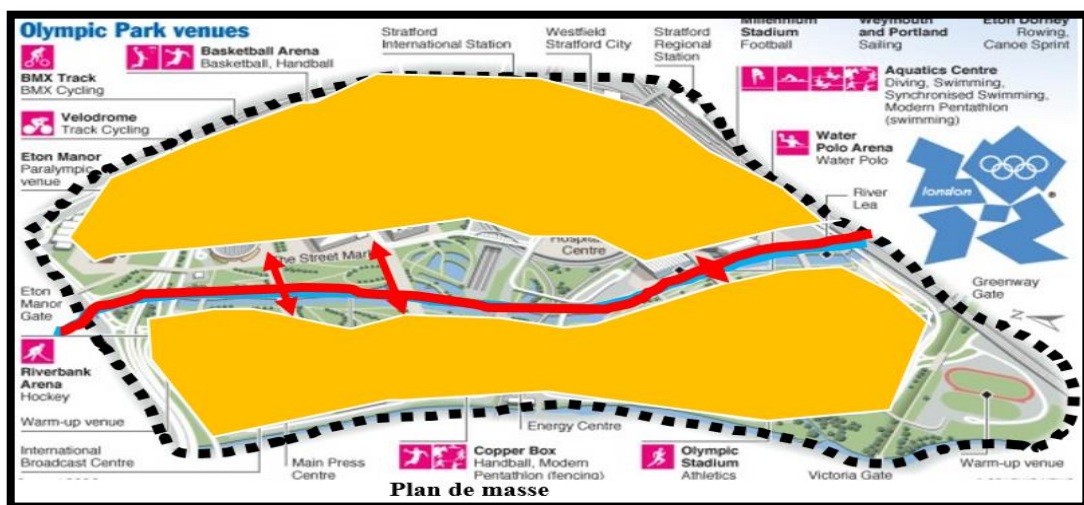 Olympic Park venues
BMX Track
BMX Cycling
Basketball Arena
Basketball, Handball
Stratford
International Station
Westfield
Stratford City
Stratford
Regional
Station
Millennium
Stadium
Football
Weymouth
and Portland
Sailing
Eton Dorney
Rowing,
Canoe Sprint
Velodrome
Track Cycling
Eton Manor
Paralympic
venue
Aquatics Centre
Diving, Swimming,
Synchronised Swimming,
Modern Pentathlon
(swimming)
Water
Polo Arena
Water Polo
River
Lea
london
The Street
Centre
Eton
Manor
Gate
Greenway
Gate
N
Riverbank
Arena
Hockey
Warm-up venue
International
Broadcast Centre
Main Press
Centre
Copper Box
Handball, Modern
Pentathlon (fencing)
Energy Centre
Olympic
Stadium
Athletics
Victoria Gate
Warm-up venue
Plan de masse